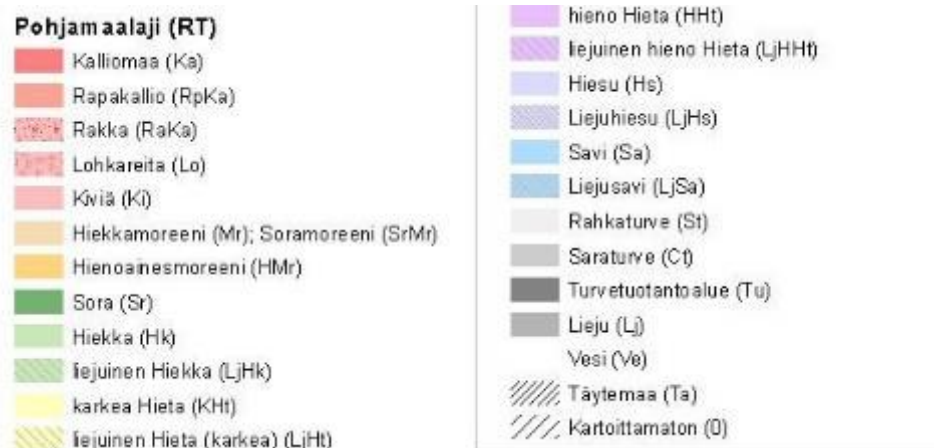 Pohjamaalaji (RT)
Kalliomaa (Ka)
Rapakallio (RpKa)
Rakka (RaKa)
Lohkareita (Lo)
Kiviä (Ki)
Hiekkamoreeni (Mr); Soramoreeni (SrMr)
Hienoainesmoreeni (HMr)
Sora (Sr)
Hiekka (Hk)
liejuinen Hiekka (LjHk)
karkea Hieta (KHt)
liejuinen Hieta (karkea) (LjHt)
hieno Hieta (HHt)
liejuinen hieno Hieta (LjHHt)
Hiesu (Hs)
Liejuhiesu (LjHs)
Savi (Sa)
Liejusavi (LjSa)
Rahkaturve (St)
Saraturve (Ct)
Turvetuotantoalue (Tu)
Lieju (Lj)
Vesi (Ve)
Täytemaa (Ta)
Kartoittamaton (0)